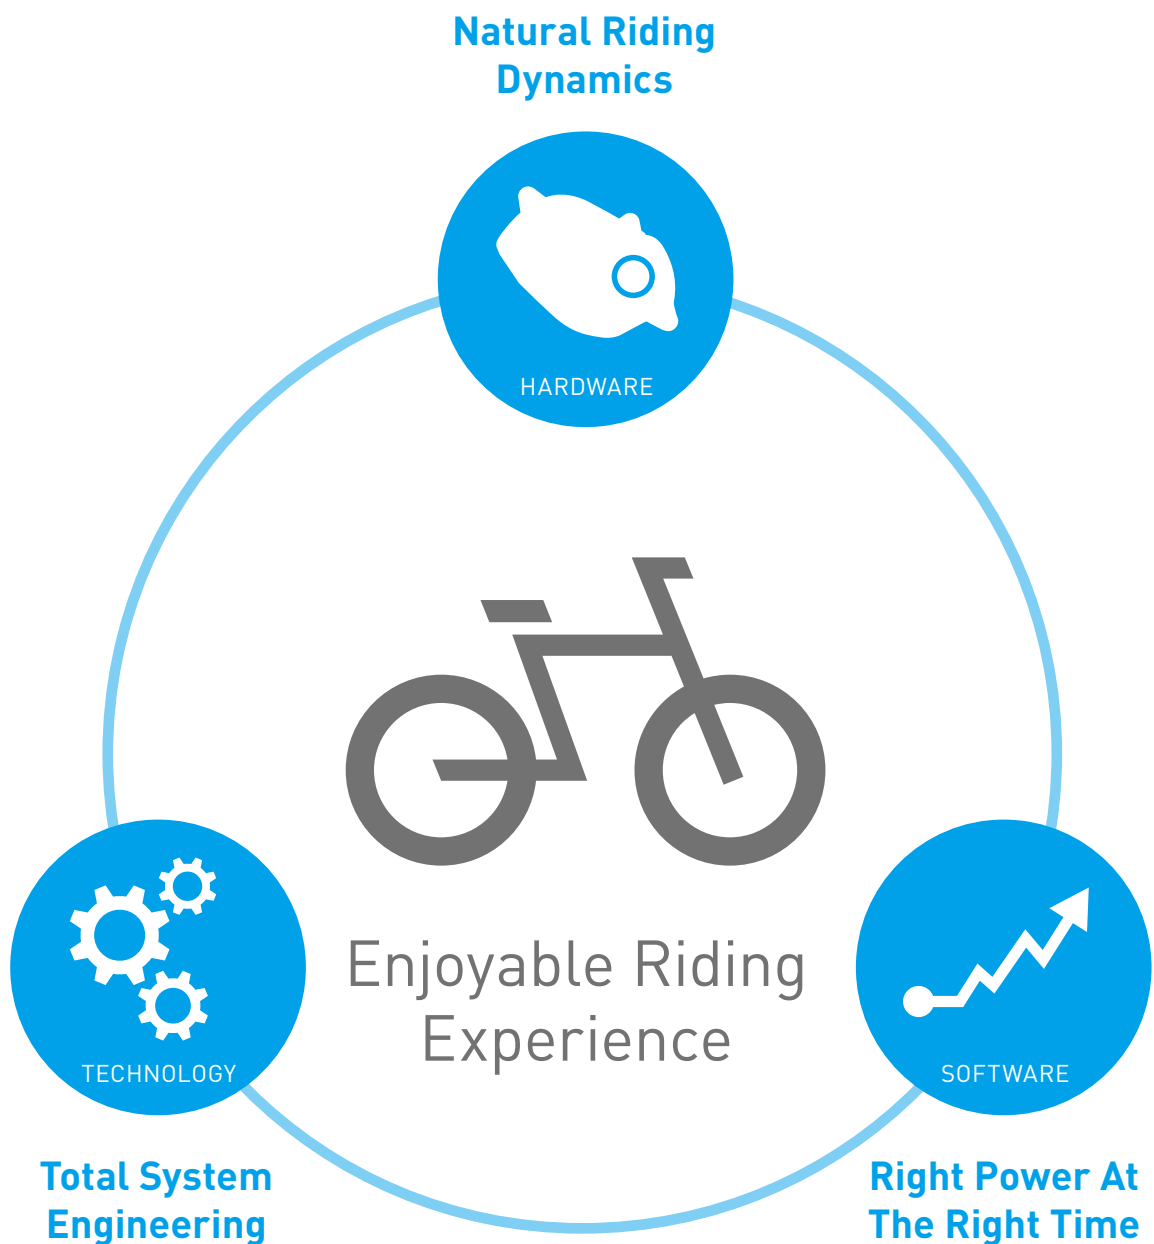 Natural Riding
Dynamics
HARDWARE
Enjoyable Riding
Experience
TECHNOLOGY
SOFTWARE
Total System
Engineering
Right Power At
The Right Time